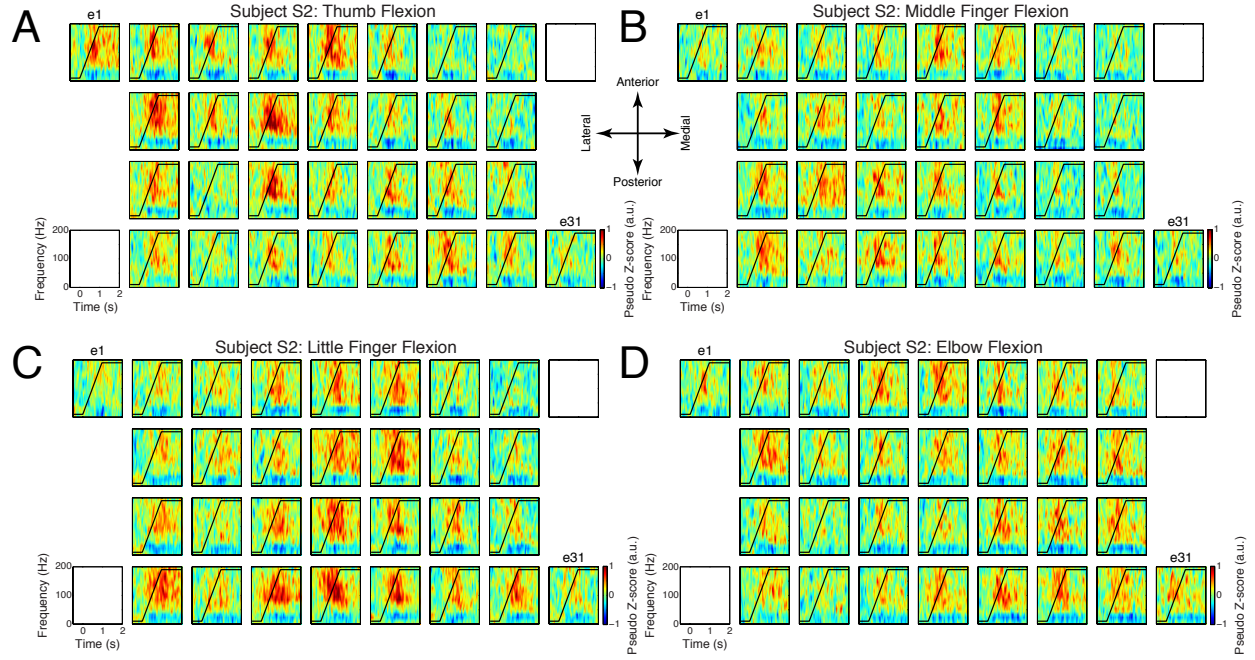 A
Subject S2: Thumb Flexion
e1
e31
Frequency (Hz)
200
100
0
0 1 2
Time (s)
Pseudo Z-score (a.u.)
1
0
−1
Anterior
Lateral
Medial
Posterior
B
Subject S2: Middle Finger Flexion
e1
e31
Frequency (Hz)
200
100
0
0 1 2
Time (s)
Pseudo Z-score (a.u.)
1
0
−1
C
Subject S2: Little Finger Flexion
e1
e31
Frequency (Hz)
200
100
0
0 1 2
Time (s)
Pseudo Z-score (a.u.)
1
0
−1
D
Subject S2: Elbow Flexion
e1
e31
Frequency (Hz)
200
100
0
0 1 2
Time (s)
Pseudo Z-score (a.u.)
1
0
−1